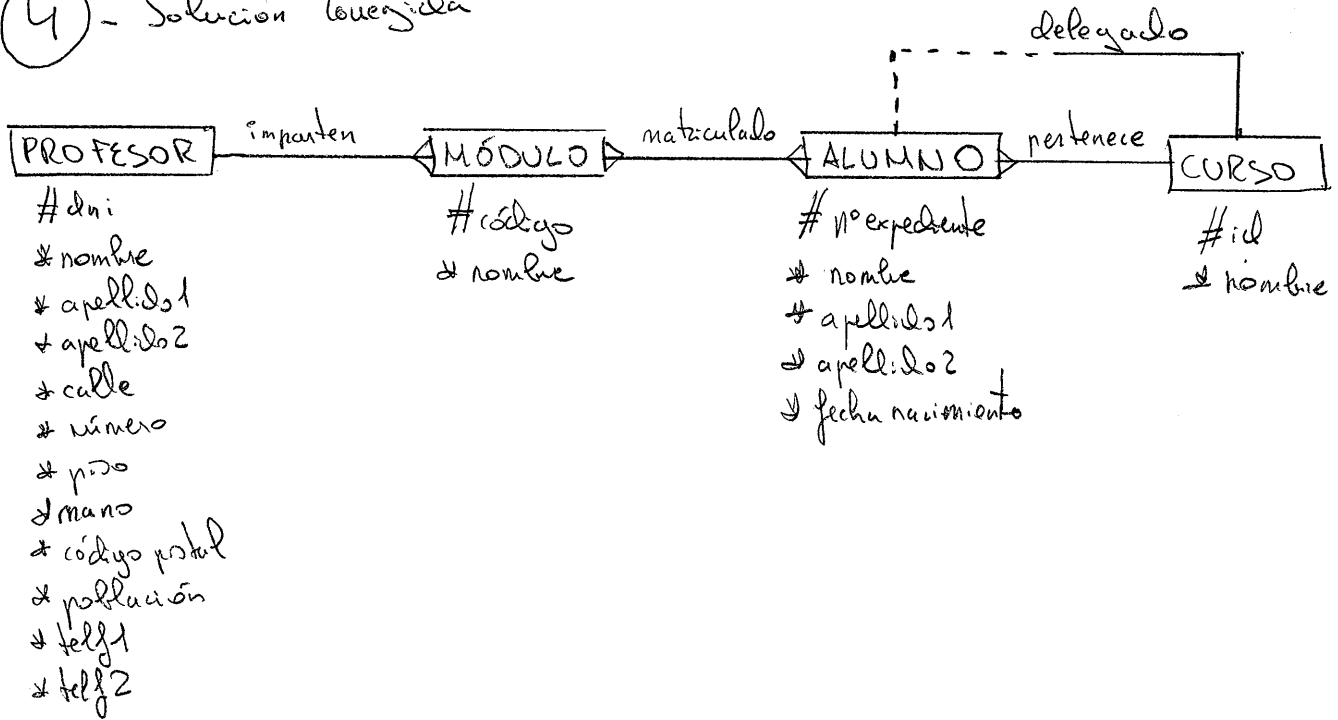 4 - Solución Corregida
delegado
imparten
matriculado
pertenece
PROFESOR
MÓDULO
ALUMNO
CURSO
#dni
* nombre
* apellido1
* apellido2
* calle
* número
* piso
* mano
* código postal
* población
* telf1
* telf2
#código
* nombre
# nº expediente
* nombre
* apellido1
* apellido2
* fecha nacimiento
#id
* nombre